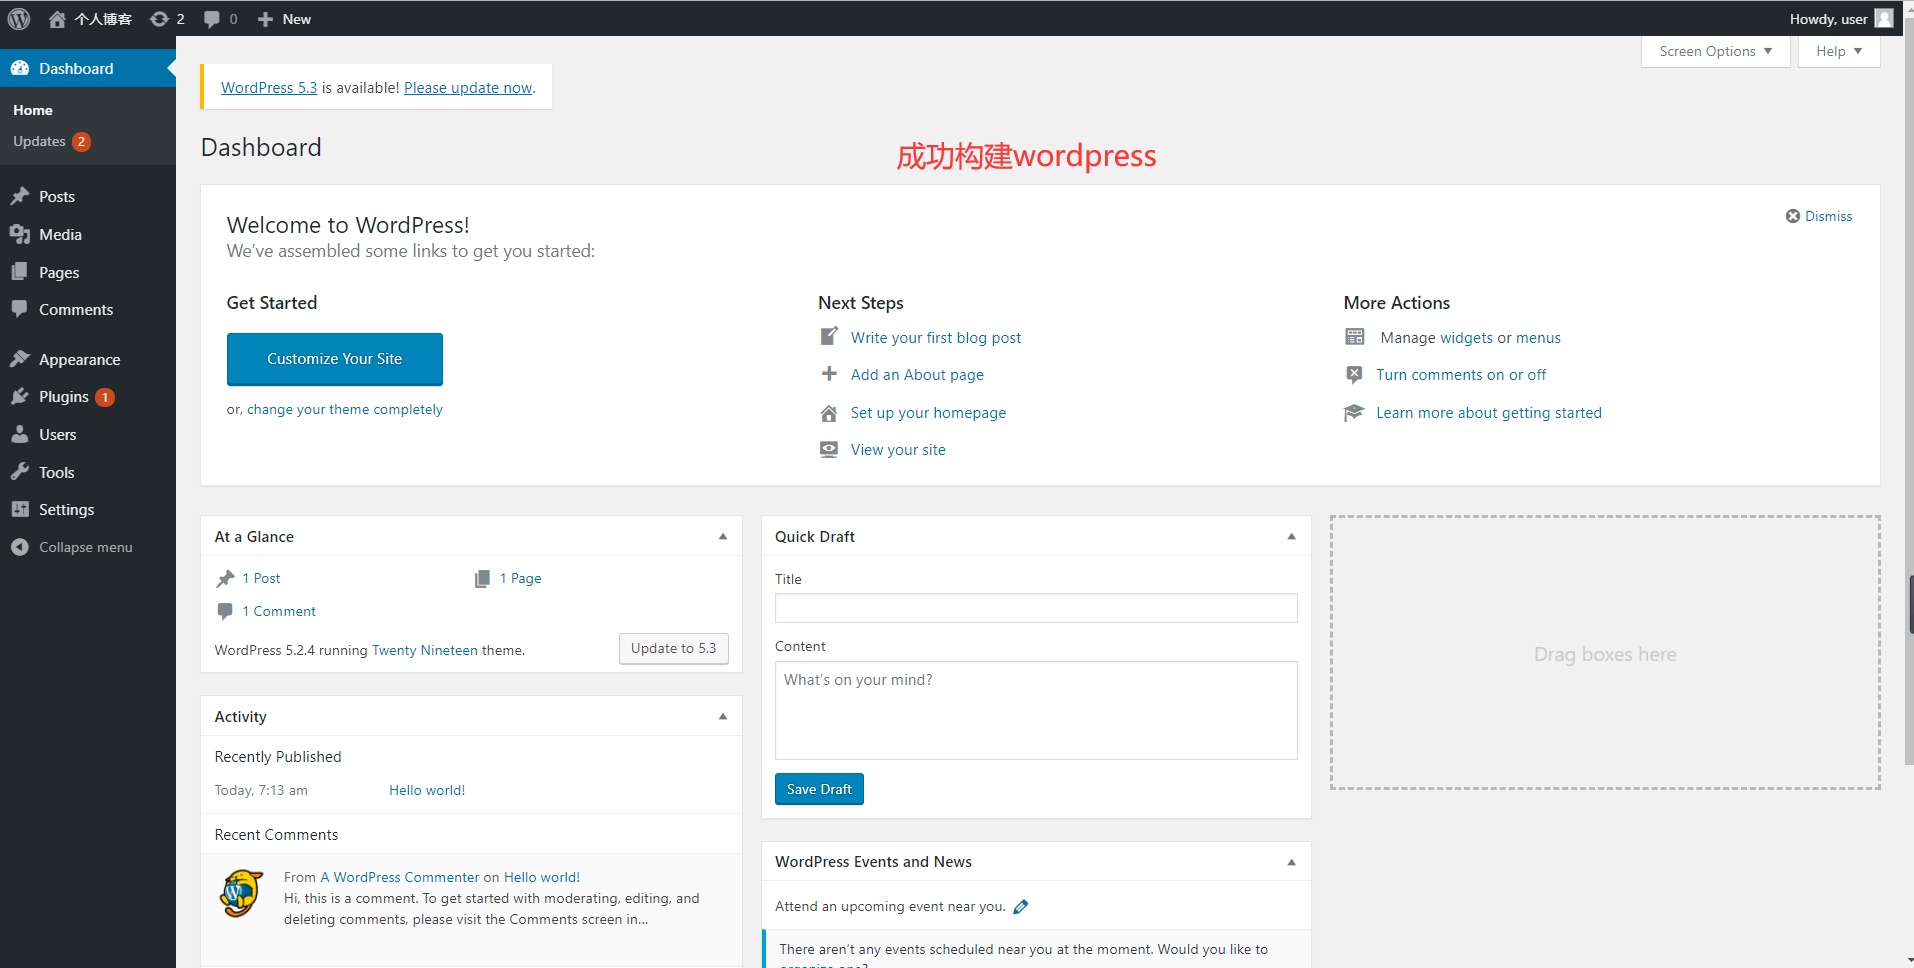 个人博客 2 0 New Howdy, user
Screen Options Help
Dashboard
Home
Updates 2
Posts
Media
Pages
Comments
Appearance
Plugins 1
Users
Tools
Settings
Collapse menu
WordPress 5.3 is available! Please update now.
Dashboard
成功构建wordpress
Welcome to WordPress!
We’ve assembled some links to get you started:
Dismiss
Get Started
Customize Your Site
or, change your theme completely
Next Steps
Write your first blog post
Add an About page
Set up your homepage
View your site
More Actions
Manage widgets or menus
Turn comments on or off
Learn more about getting started
At a Glance
1 Post 1 Page
1 Comment
WordPress 5.2.4 running Twenty Nineteen theme. Update to 5.3
Activity
Recently Published
Today, 7:13 am Hello world!
Recent Comments
From A WordPress Commenter on Hello world!
Hi, this is a comment. To get started with moderating, editing, and
deleting comments, please visit the Comments screen in…
Quick Draft
Title
Content
What’s on your mind?
Save Draft
WordPress Events and News
Attend an upcoming event near you.
There aren’t any events scheduled near you at the moment. Would you like to
Drag boxes here